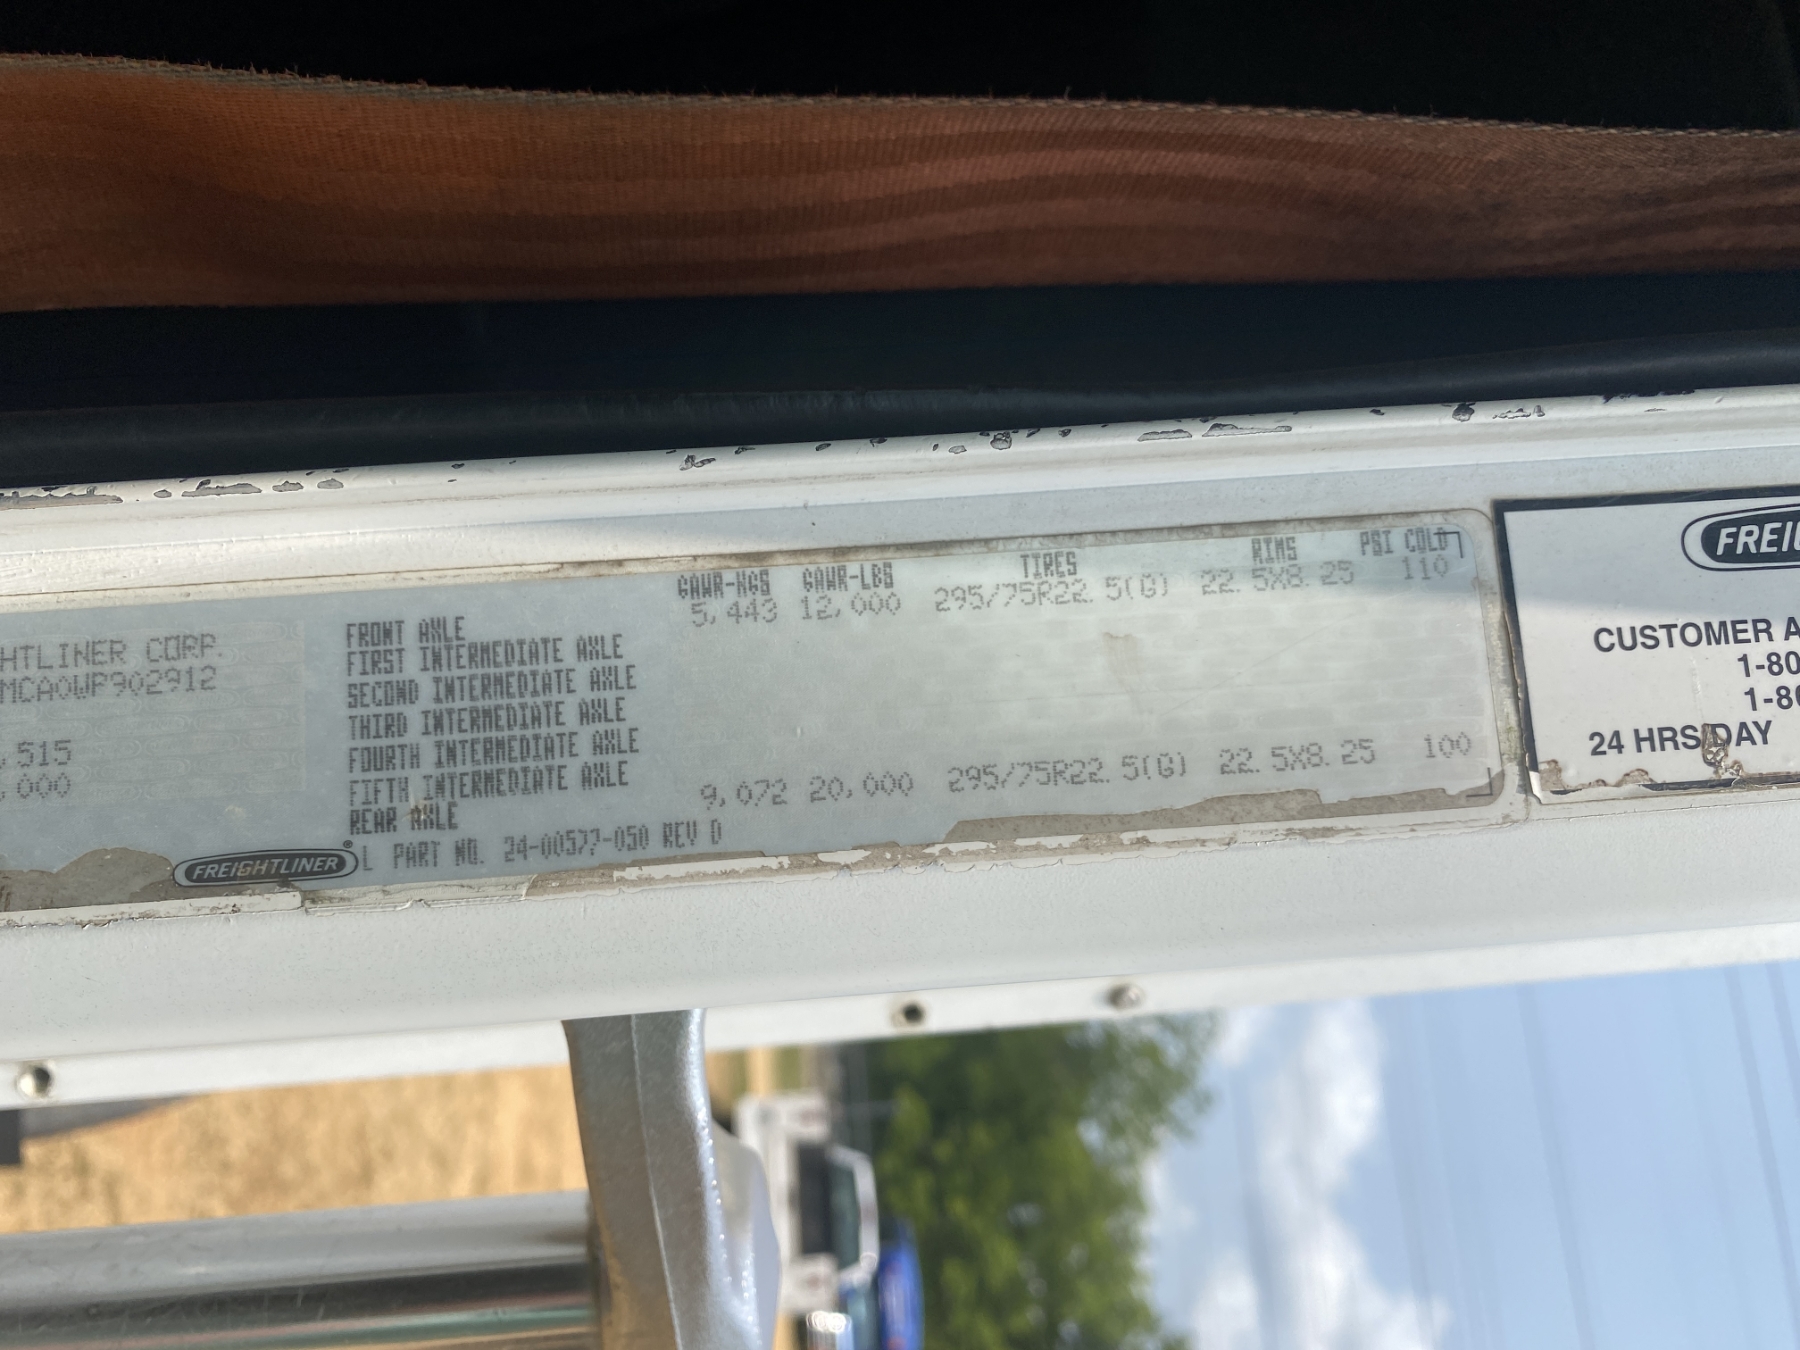 HTLINER CORP.
MCA0WP902912
,515
,000
FREIGHTLINER ®
GAWR-KGS GAWR-LBS TIRES RIMS PSI COLD
FRONT AXLE 5,443 12,000 295/75R22.5(G) 22.5X8.25 110
FIRST INTERMEDIATE AXLE
SECOND INTERMEDIATE AXLE
THIRD INTERMEDIATE AXLE
FOURTH INTERMEDIATE AXLE
FIFTH INTERMEDIATE AXLE
REAR AXLE 9,072 20,000 295/75R22.5(G) 22.5X8.25 100
PART NO. 24-00577-050 REV D
FREI
CUSTOMER A
1-80
1-80
24 HRS/DAY